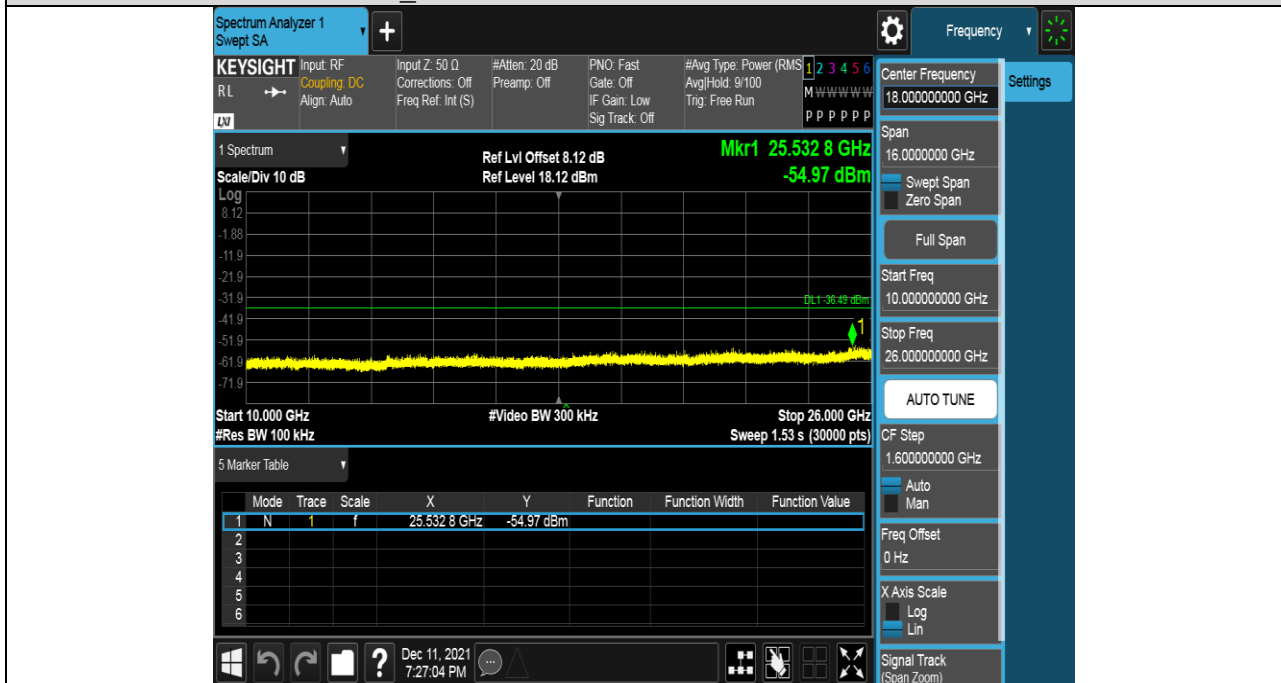 Spectrum Analyzer 1
Swept SA
+
Frequency
KEYSIGHT
RL
LXI
Input: RF
Coupling: DC
Align: Auto
Input Z: 50 Ω
Corrections: Off
Freq Ref: Int (S)
#Atten: 20 dB
Preamp: Off
PNO: Fast
Gate: Off
IF Gain: Low
Sig Track: Off
#Avg Type: Power (RMS
Avg|Hold: 9/100
Trig: Free Run
1 2 3 4 5 6
M W W W W W
P P P P P P
1 Spectrum
Scale/Div 10 dB
Ref Lvl Offset 8.12 dB
Ref Level 18.12 dBm
Mkr1 25.532 8 GHz
-54.97 dBm
Log
8.12
-1.88
-11.9
-21.9
-31.9
-41.9
-51.9
-61.9
-71.9
DL1 -36.49 dBm
1
Start 10.000 GHz
#Res BW 100 kHz
#Video BW 300 kHz
Stop 26.000 GHz
Sweep 1.53 s (30000 pts)
5 Marker Table
Mode Trace Scale X Y Function Function Width Function Value
1 N 1 f 25.532 8 GHz -54.97 dBm
2
3
4
5
6
?
Dec 11, 2021
7:27:04 PM
Center Frequency
18.000000000 GHz
Span
16.0000000 GHz
Swept Span
Zero Span
Full Span
Start Freq
10.000000000 GHz
Stop Freq
26.000000000 GHz
AUTO TUNE
CF Step
1.600000000 GHz
Auto
Man
Freq Offset
0 Hz
X Axis Scale
Log
Lin
Signal Track
(Span Zoom)
Settings